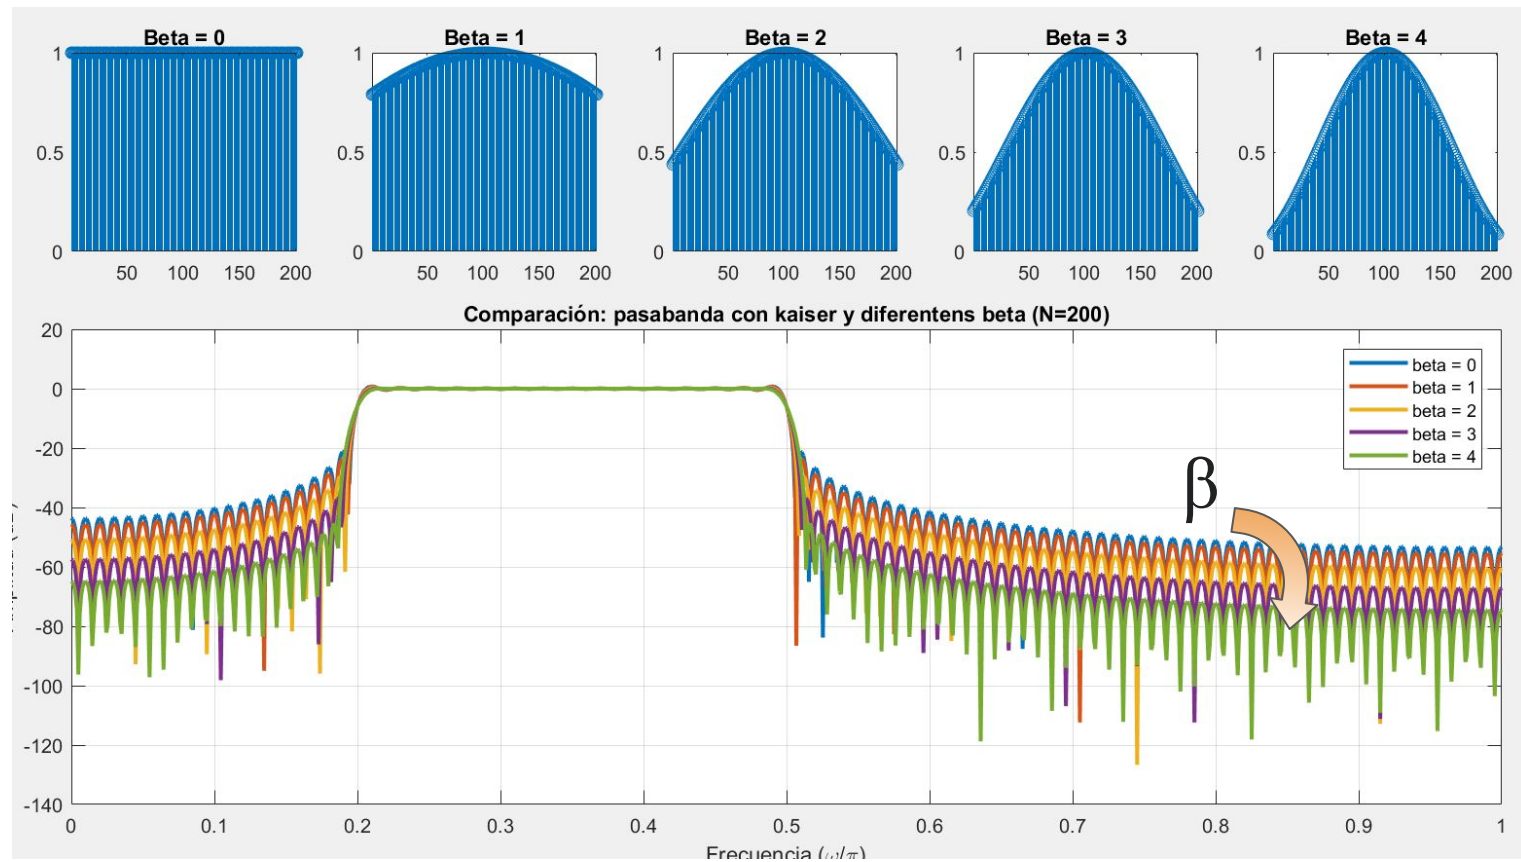 Beta = 0 Beta = 1 Beta = 2 Beta = 3 Beta = 4
1 1 1 1 1
0.5 0.5 0.5 0.5 0.5
0 0 0 0 0
50 100 150 200 50 100 150 200 50 100 150 200 50 100 150 200 50 100 150 200
Comparación: pasabanda con kaiser y diferentens beta (N=200)
20
0
-20
-40
-60
-80
-100
-120
-140
beta = 0
beta = 1
beta = 2
beta = 3
beta = 4
β
0 0.1 0.2 0.3 0.4 0.5 0.6 0.7 0.8 0.9 1
Frecuencia (ω/π)